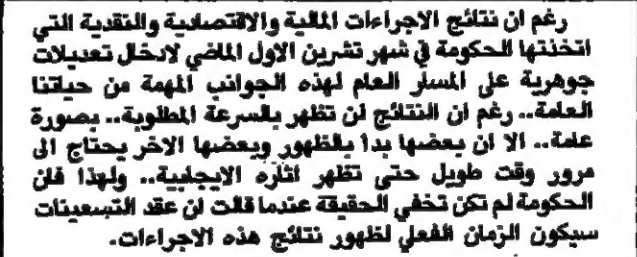 رغم ان نتائج الاجراءات المالية والاقتصادية والنقدية التي
اتخذتها الحكومة في شهر تشرين الاول الماضي لادخال تعديلات
جوهرية على المسار العام لهذه الجوانب المهمة من حياتنا
العامة.. رغم ان النتائج لن تظهر بالسرعة المطلوبة.. بصورة
عامة.. الا ان بعضها بدا بالظهور وبعضها الاخر يحتاج الى
مرور وقت طويل حتى تظهر اثاره الايجابية.. ولهذا فان
الحكومة لم تكن تخفي الحقيقة عندما قالت ان عقد التسعينات
سيكون الزمان الفعلي لظهور نتائج هذه الاجراءات.